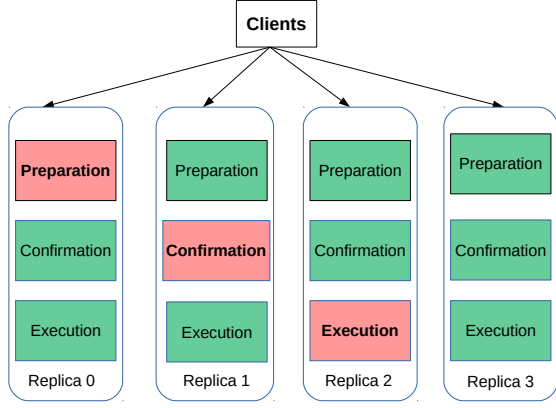 Clients
Preparation
Confirmation
Execution
Replica 0
Preparation
Confirmation
Execution
Replica 1
Preparation
Confirmation
Execution
Replica 2
Preparation
Confirmation
Execution
Replica 3